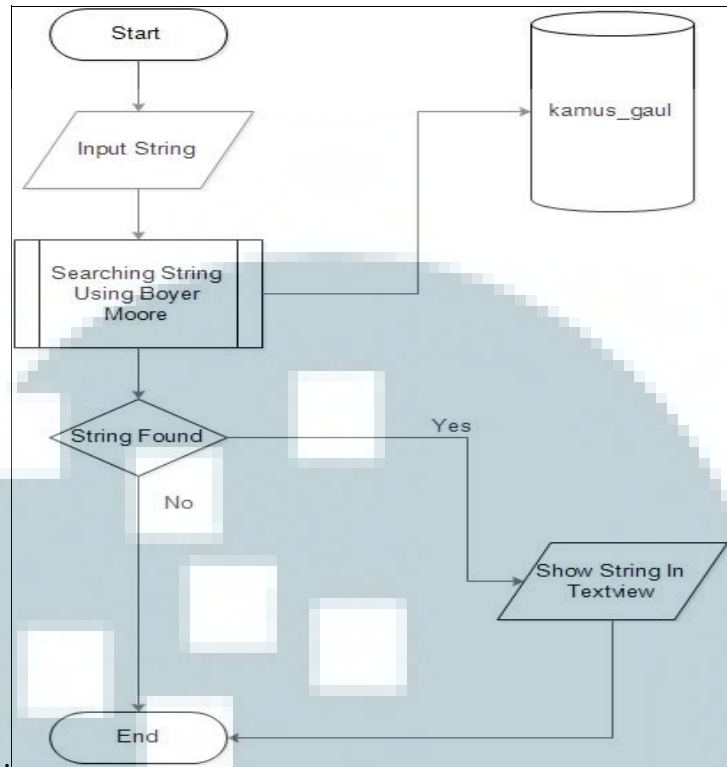 Start
Input String
kamus_gaul
Searching String
Using Boyer
Moore
String Found
Yes
No
Show String In
Textview
End